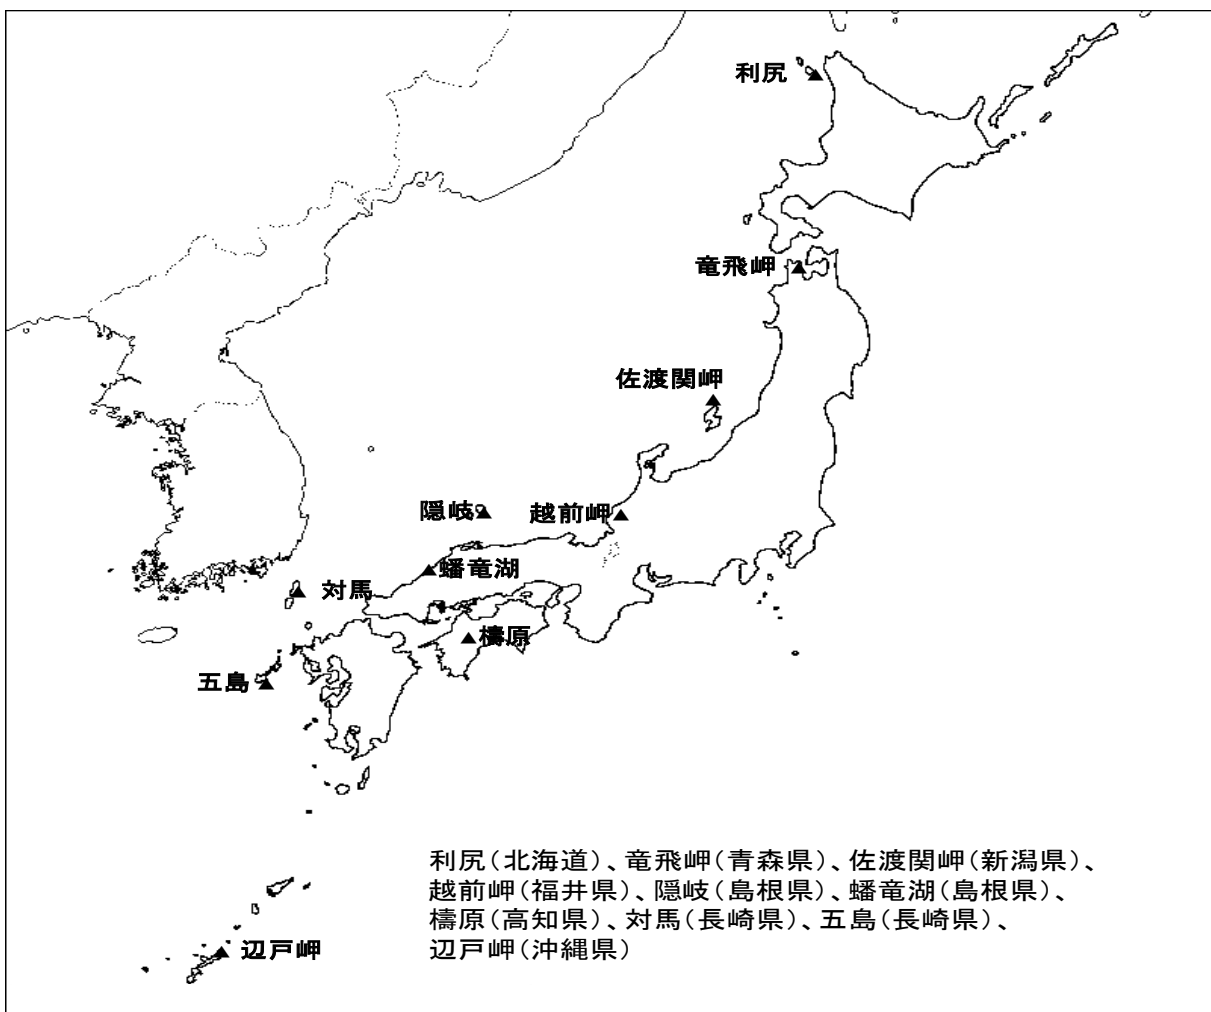 利尻
竜飛岬
佐渡関岬
隠岐
越前岬
蟠竜湖
対馬
檮原
五島
利尻(北海道)、竜飛岬(青森県)、佐渡関岬(新潟県)、
越前岬(福井県)、隠岐(島根県)、蟠竜湖(島根県)、
檮原(高知県)、対馬(長崎県)、五島(長崎県)、
辺戸岬(沖縄県)
辺戸岬